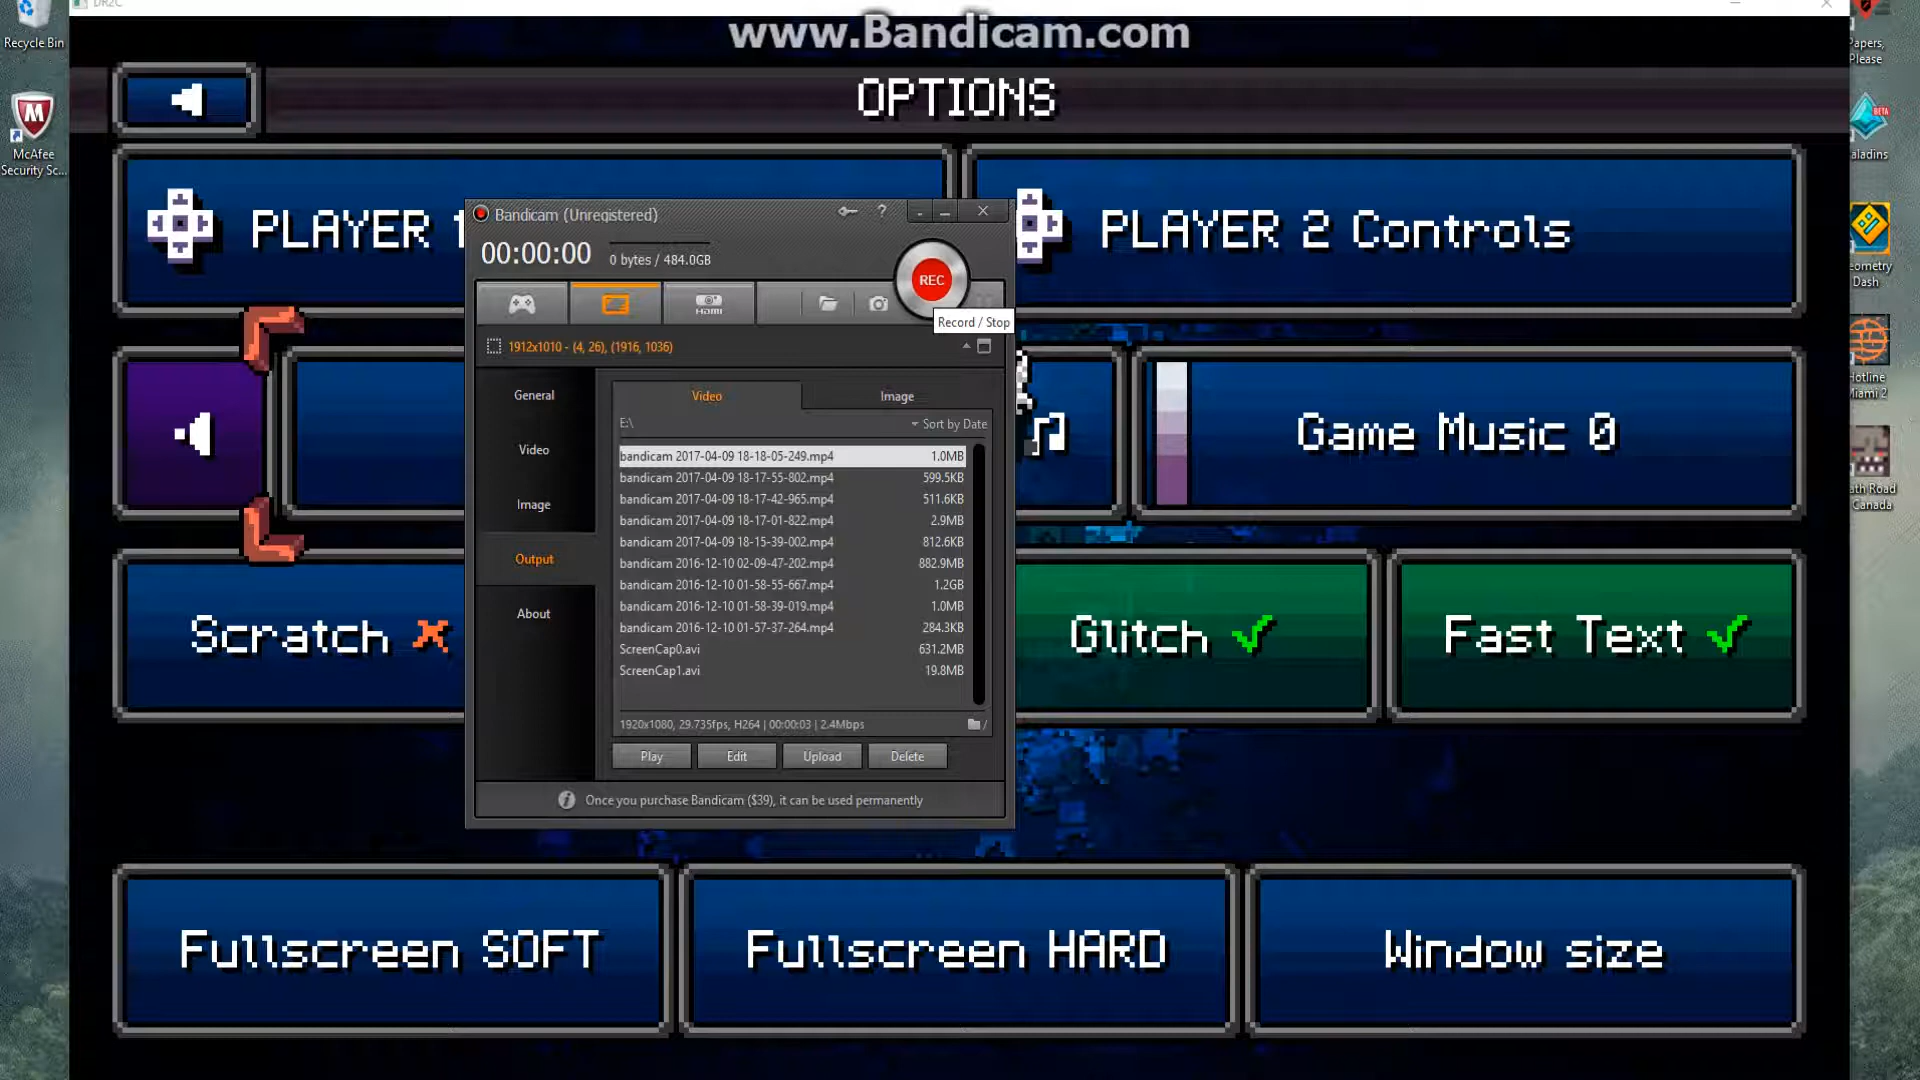 DR2C
www.Bandicam.com
Recycle Bin
OPTIONS
Papers,
Please
McAfee
Security Sc...
BETA
aladins
PLAYER 1
PLAYER 2 Controls
eometry
Dash
Bandicam (Unregistered)
00:00:00
0 bytes / 484.0GB
REC
HDMI
Record / Stop
1912x1010 - (4, 26), (1916, 1036)
General
Video
Image
Output
About
Video
Image
E:\
Sort by Date
bandicam 2017-04-09 18-18-05-249.mp4 1.0MB
bandicam 2017-04-09 18-17-55-802.mp4 599.5KB
bandicam 2017-04-09 18-17-42-965.mp4 511.6KB
bandicam 2017-04-09 18-17-01-822.mp4 2.9MB
bandicam 2017-04-09 18-15-39-002.mp4 812.6KB
bandicam 2016-12-10 02-09-47-202.mp4 882.9MB
bandicam 2016-12-10 01-58-55-667.mp4 1.2GB
bandicam 2016-12-10 01-58-39-019.mp4 1.0MB
bandicam 2016-12-10 01-57-37-264.mp4 284.3KB
ScreenCap0.avi 631.2MB
ScreenCap1.avi 19.8MB
1920x1080, 29.735fps, H264 | 00:00:03 | 2.4Mbps
Play
Edit
Upload
Delete
Once you purchase Bandicam ($39), it can be used permanently
Game Music 0
Hotline
Miami 2
ath Road
Canada
Scratch
Glitch
Fast Text
Fullscreen SOFT
Fullscreen HARD
Window size